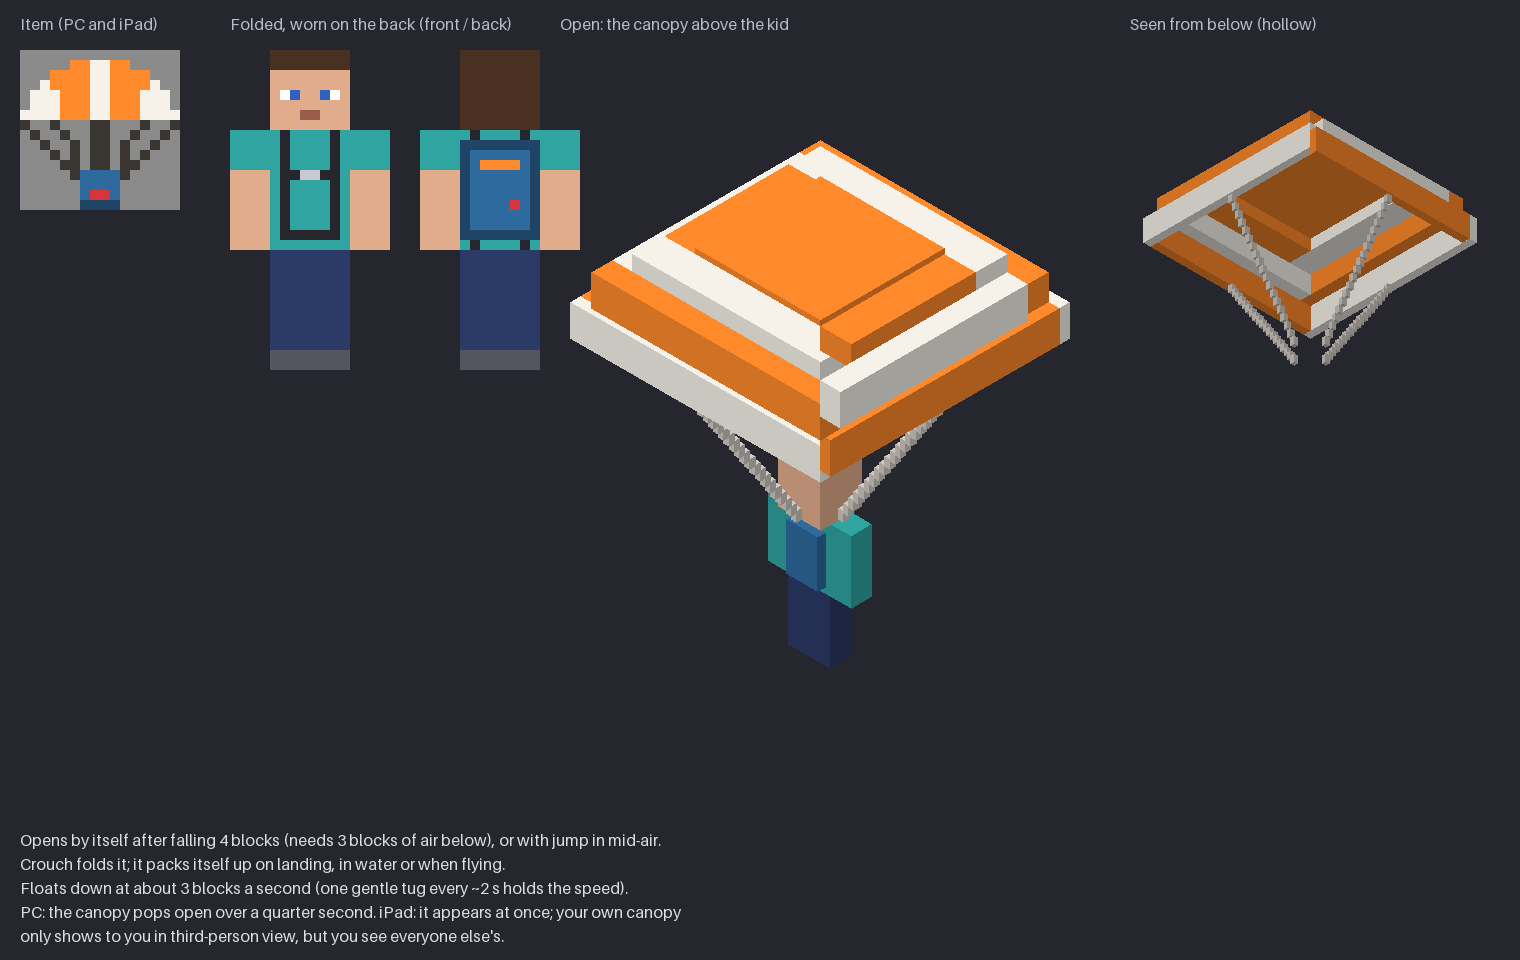 Item (PC and iPad)
Folded, worn on the back (front / back)
Open: the canopy above the kid
Seen from below (hollow)
Opens by itself after falling 4 blocks (needs 3 blocks of air below), or with jump in mid-air.
Crouch folds it; it packs itself up on landing, in water or when flying.
Floats down at about 3 blocks a second (one gentle tug every ~2 s holds the speed).
PC: the canopy pops open over a quarter second. iPad: it appears at once; your own canopy
only shows to you in third-person view, but you see everyone else's.